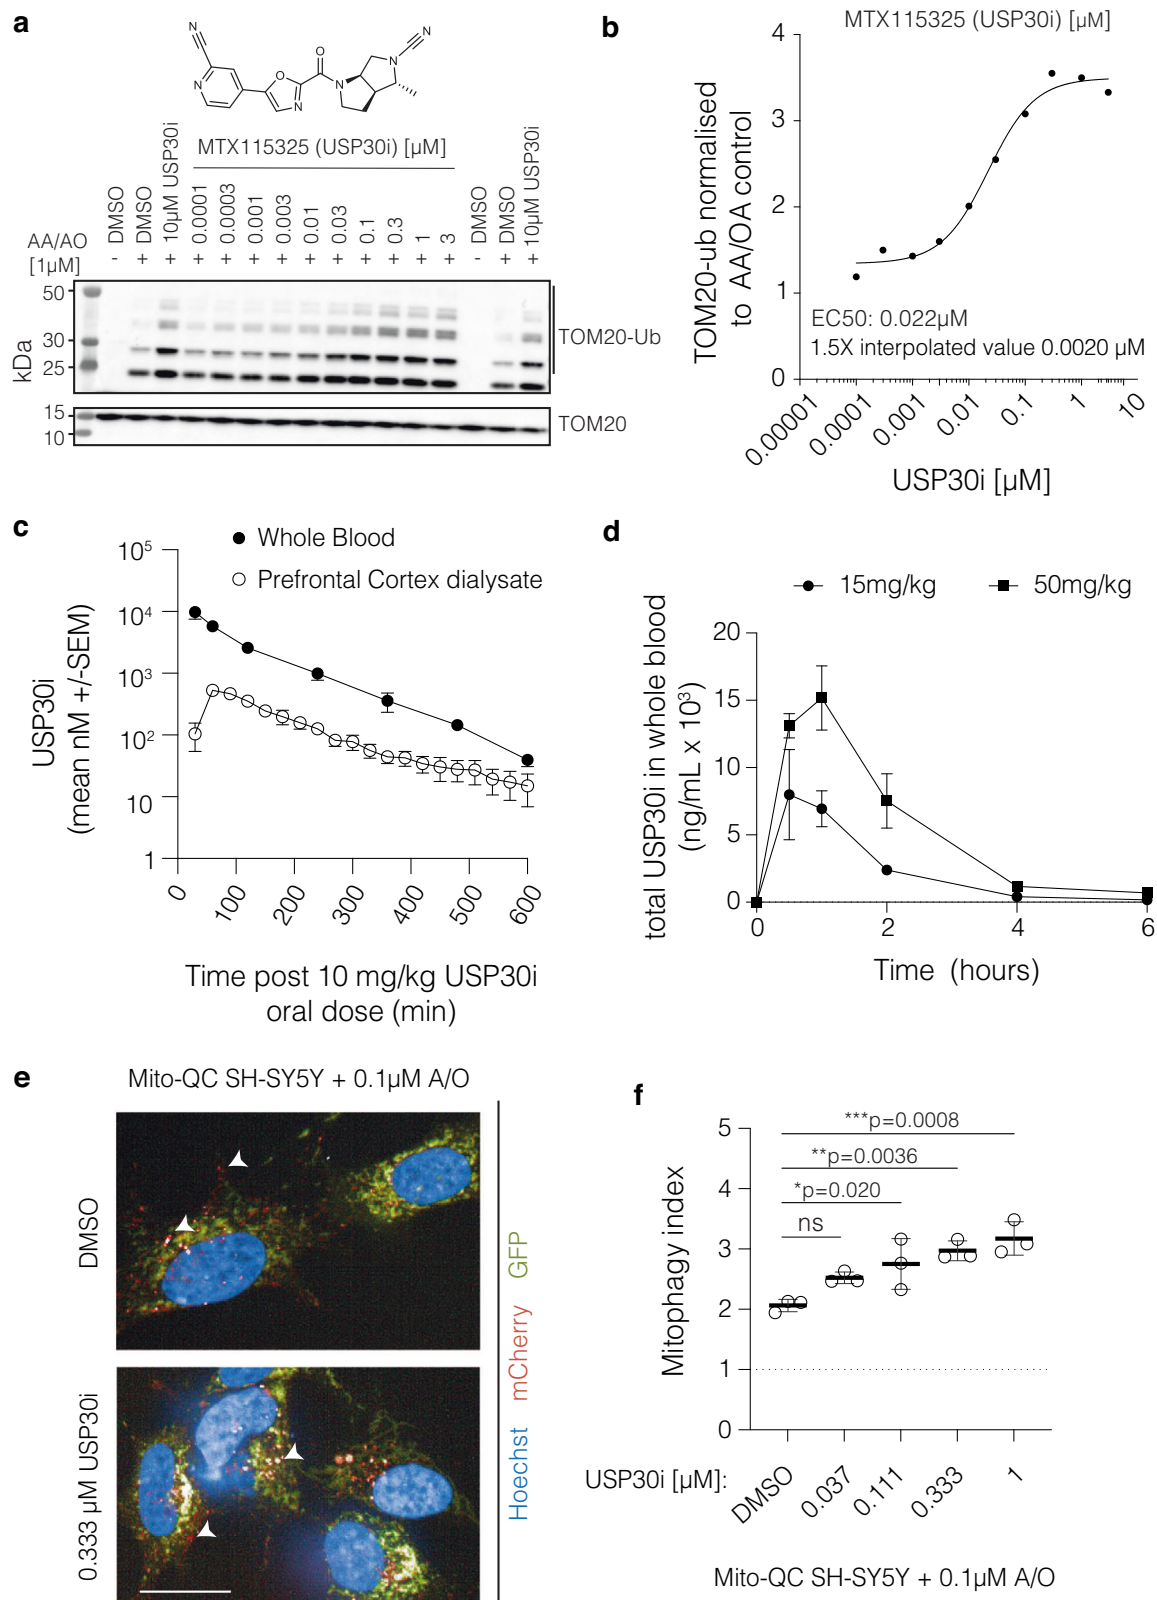 a
N
N
O
O
N
N
N
N
MTX115325 (USP30i) [µM]
DMSO
DMSO
10µM USP30i
0.0001
0.0003
0.001
0.003
0.01
0.03
0.1
0.3
1
3
DMSO
DMSO
10µM USP30i
AA/AO
[1µM]
- + + + + + + + + + + + + - + +
kDa
50
30
25
15
10
TOM20-Ub
TOM20
b
MTX115325 (USP30i) [µM]
TOM20-ub normalised
to AA/OA control
4
3
2
1
0
EC50: 0.022µM
1.5X interpolated value 0.0020 µM
0.00001
0.0001
0.001
0.01
0.1
1
10
USP30i [µM]
c
Whole Blood
Prefrontal Cortex dialysate
USP30i
(mean nM +/-SEM)
10⁵
10⁴
10³
10²
10
1
0
100
200
300
400
500
600
Time post 10 mg/kg USP30i
oral dose (min)
d
15mg/kg
50mg/kg
total USP30i in whole blood
(ng/mL x 10³)
20
15
10
5
0
0 2 4 6
Time (hours)
e
Mito-QC SH-SY5Y + 0.1µM A/O
DMSO
0.333 µM USP30i
Hoechst mCherry GFP
f
Mitophagy index
5
4
3
2
1
0
***p=0.0008
**p=0.0036
*p=0.020
ns
USP30i [µM]:
DMSO
0.037
0.111
0.333
1
Mito-QC SH-SY5Y + 0.1µM A/O